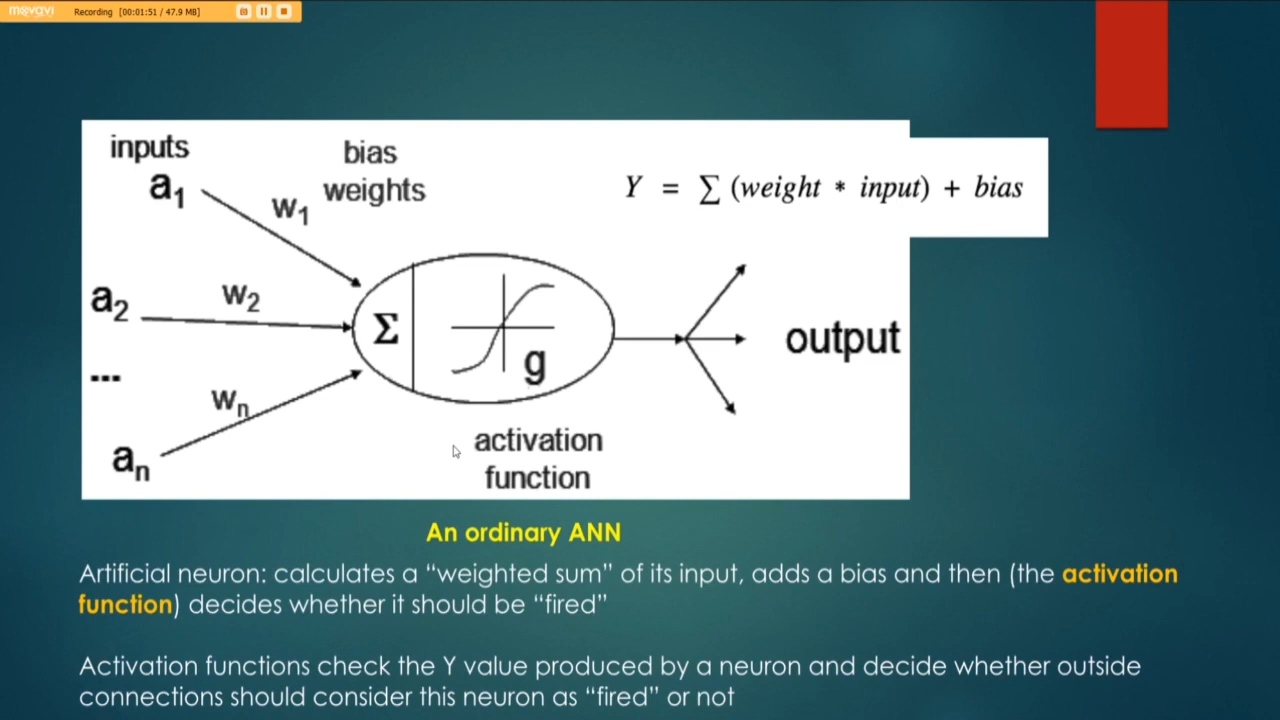 movavi Recording [00:01:51 / 47.9 MB]
inputs
bias
weights
a1
w1
Y = ∑ (weight * input) + bias
a2
w2
Σ
g
output
...
wn
an
activation
function
An ordinary ANN
Artificial neuron: calculates a “weighted sum” of its input, adds a bias and then (the activation
function) decides whether it should be “fired”
Activation functions check the Y value produced by a neuron and decide whether outside
connections should consider this neuron as “fired” or not